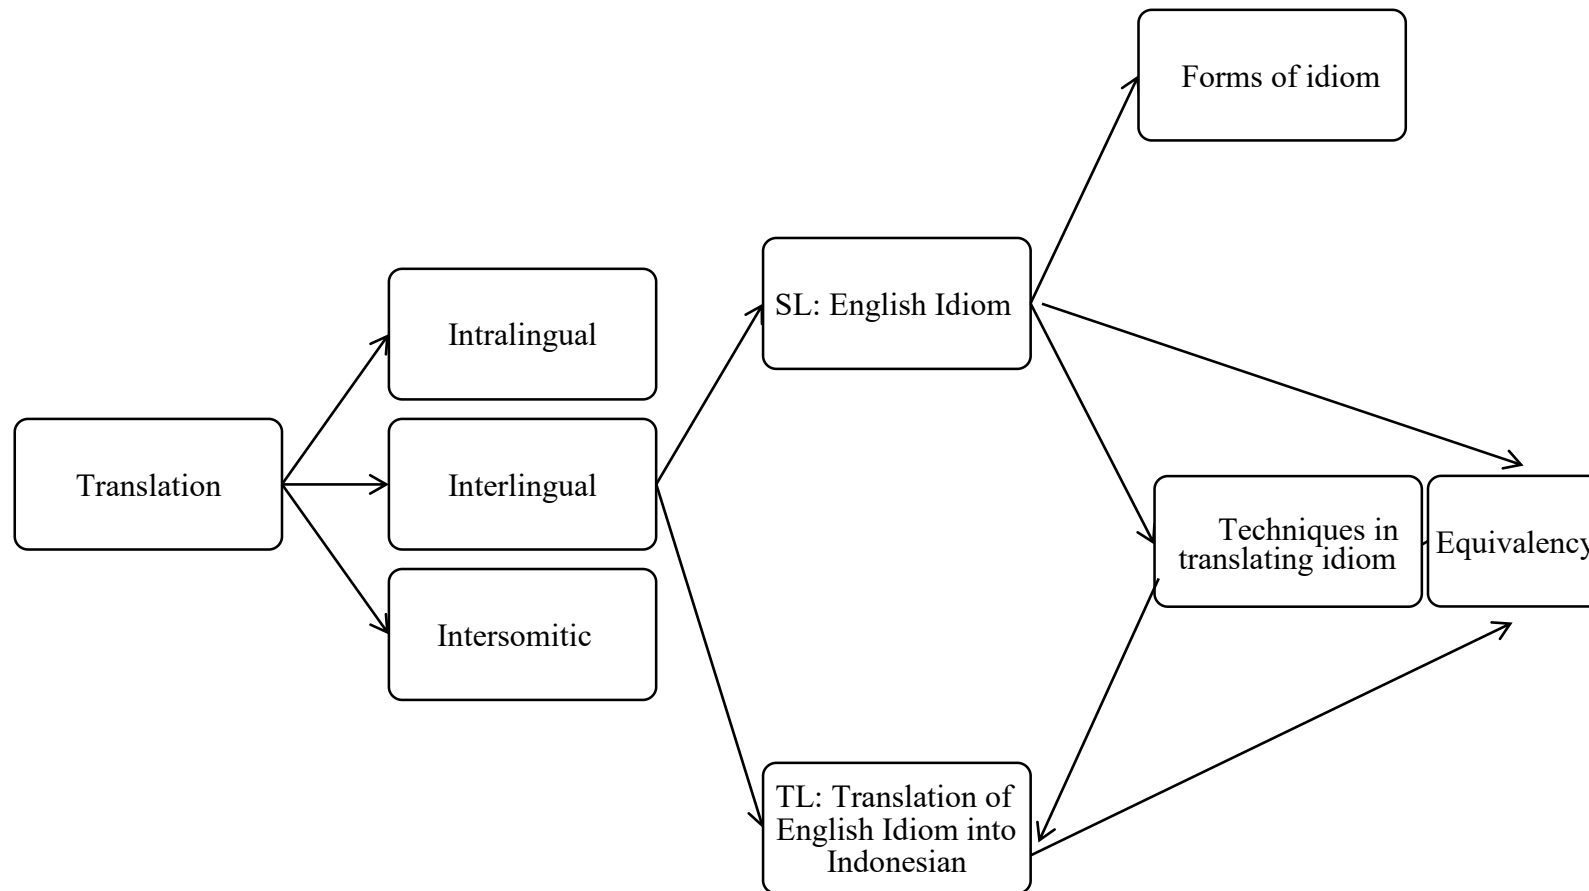 Forms of idiom
SL: English Idiom
Intralingual
Translation
Interlingual
Intersomitic
Techniques in
translating idiom
Equivalency
TL: Translation of
English Idiom into
Indonesian